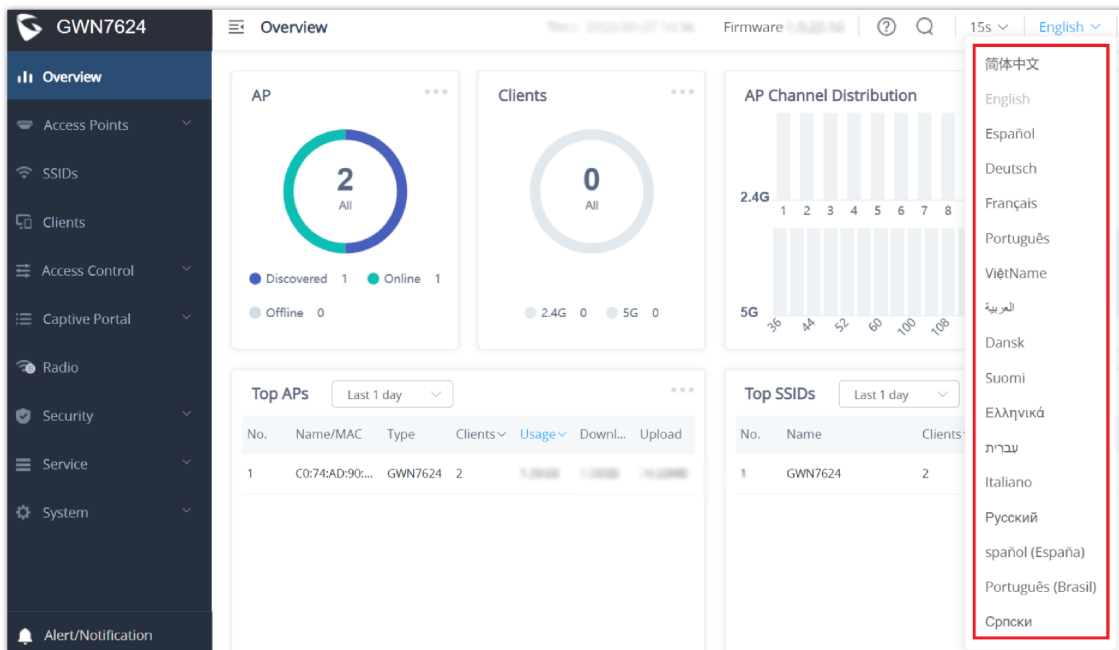 GWN7624
Overview
Firmware
15s
English
Overview
Access Points
SSIDs
Clients
Access Control
Captive Portal
Radio
Security
Service
System
Alert/Notification
AP
2
All
Discovered 1
Online 1
Offline 0
Clients
0
All
2.4G 0
5G 0
AP Channel Distribution
2.4G
1 2 3 4 5 6 7 8
5G
36 44 52 60 100 108
Top APs
Last 1 day
No. Name/MAC Type Clients Usage Downl... Upload
1 C0:74:AD:90:... GWN7624 2
Top SSIDs
Last 1 day
No. Name Clients
1 GWN7624 2
简体中文
English
Español
Deutsch
Français
Português
ViệtName
العربية
Dansk
Suomi
Ελληνικά
עברית
Italiano
Русский
spañol (España)
Português (Brasil)
Српски